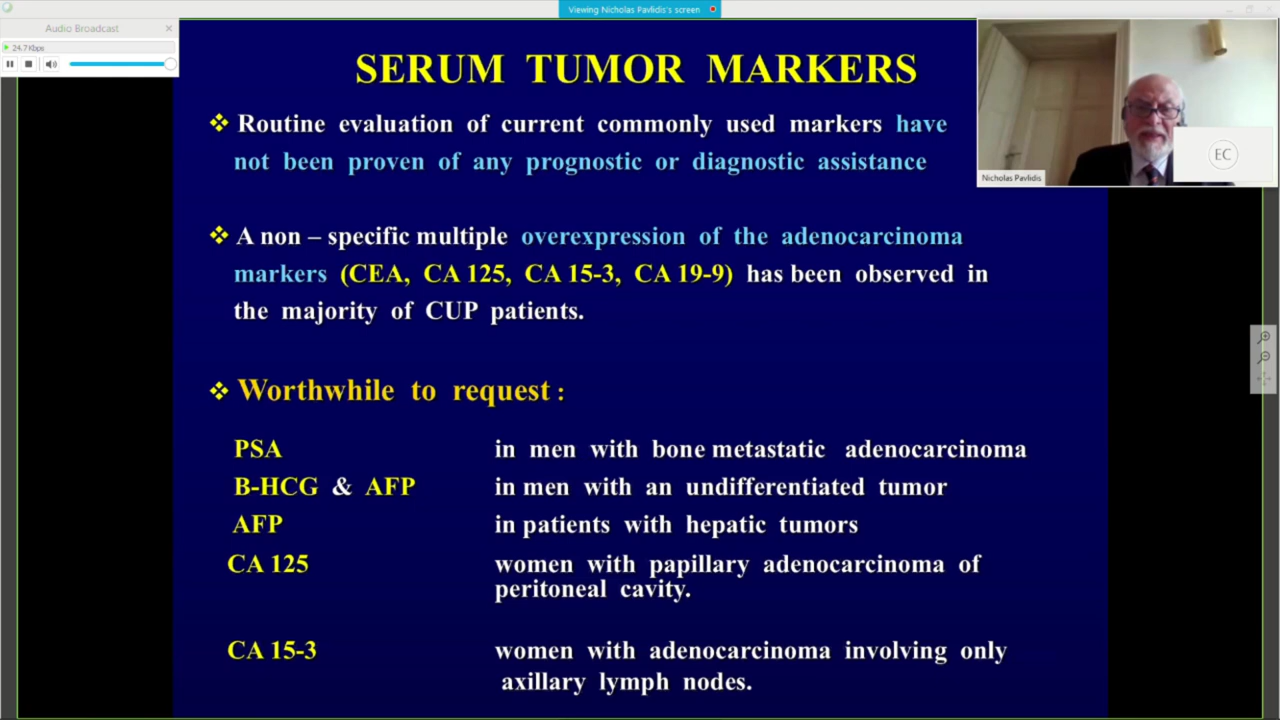 Viewing Nicholas Pavlidis's screen
Audio Broadcast
24.7 Kbps
SERUM TUMOR MARKERS
Routine evaluation of current commonly used markers have
not been proven of any prognostic or diagnostic assistance
A non – specific multiple overexpression of the adenocarcinoma
markers (CEA, CA 125, CA 15-3, CA 19-9) has been observed in
the majority of CUP patients.
Worthwhile to request :
PSA in men with bone metastatic adenocarcinoma
B-HCG & AFP in men with an undifferentiated tumor
AFP in patients with hepatic tumors
CA 125 women with papillary adenocarcinoma of
peritoneal cavity.
CA 15-3 women with adenocarcinoma involving only
axillary lymph nodes.
EC
Nicholas Pavlidis